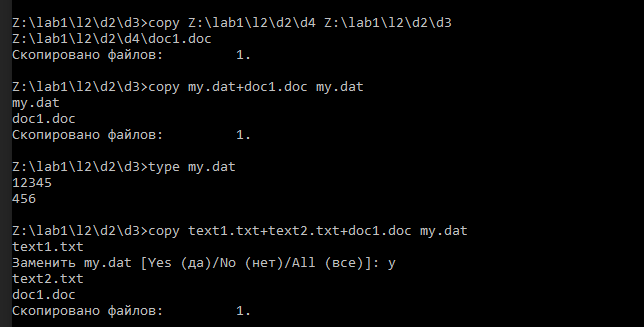 Z:\lab1\l2\d2\d3>copy Z:\lab1\l2\d2\d4 Z:\lab1\l2\d2\d3
Z:\lab1\l2\d2\d4\doc1.doc
Скопировано файлов:         1.
Z:\lab1\l2\d2\d3>copy my.dat+doc1.doc my.dat
my.dat
doc1.doc
Скопировано файлов:         1.
Z:\lab1\l2\d2\d3>type my.dat
12345
456
Z:\lab1\l2\d2\d3>copy text1.txt+text2.txt+doc1.doc my.dat
text1.txt
Заменить my.dat [Yes (да)/No (нет)/All (все)]: y
text2.txt
doc1.doc
Скопировано файлов:         1.